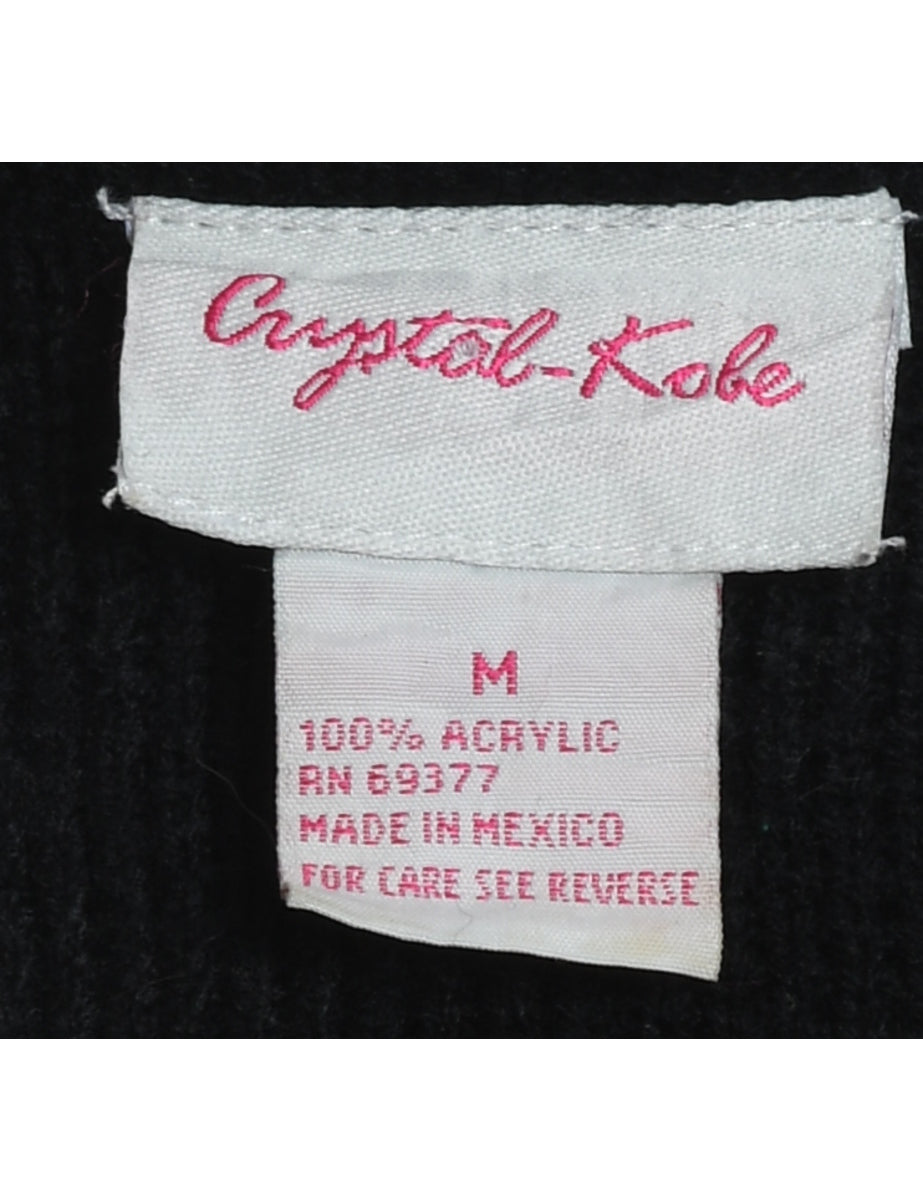 Crystal-Kobe
M
100% ACRYLIC
RN 69377
MADE IN MEXICO
FOR CARE SEE REVERSE